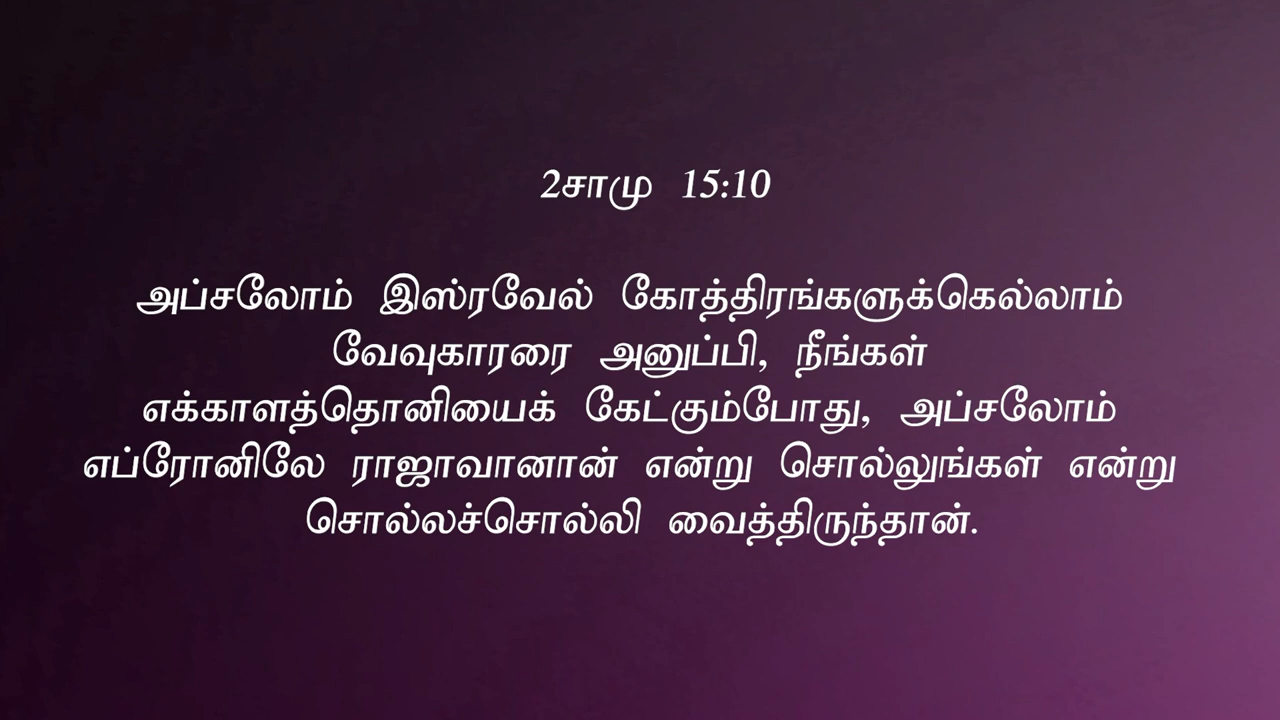 2சாமு 15:10
அப்சலோம் இஸ்ரவேல் கோத்திரங்களுக்கெல்லாம்
வேவுகாரரை அனுப்பி, நீங்கள்
எக்காளத்தொனியைக் கேட்கும்போது, அப்சலோம்
எப்ரோனிலே ராஜாவானான் என்று சொல்லுங்கள் என்று
சொல்லச்சொல்லி வைத்திருந்தான்.